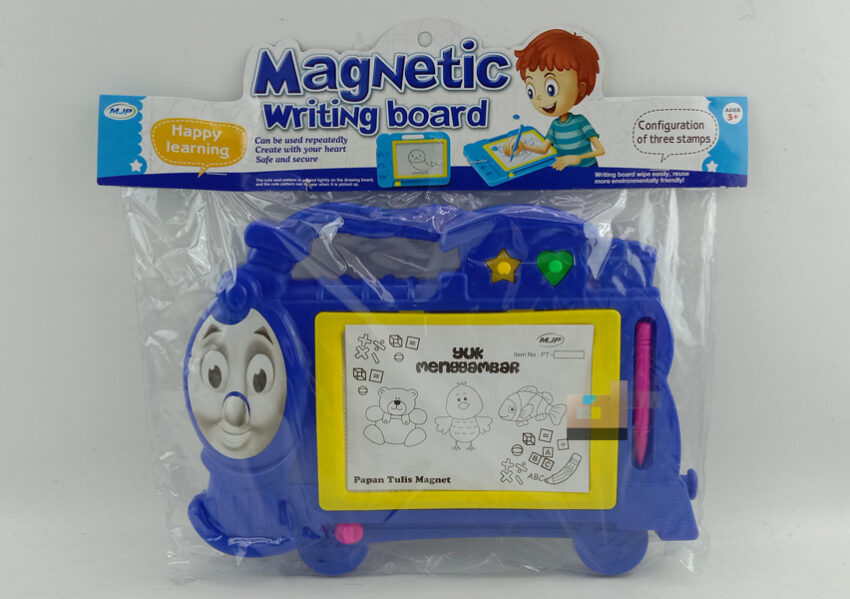 Magnetic
Writing board
MJP
Happy
learning
Can be used repeatedly
Create with your heart
Safe and secure
Configuration
of three stamps
AGES
3+
Writing board wipe easily, reuse
more environmentally friendly!
MJP
YUK
MENGGAMBAR
Item No. PT -
A
B
C
ABC
Papan Tulis Magnet